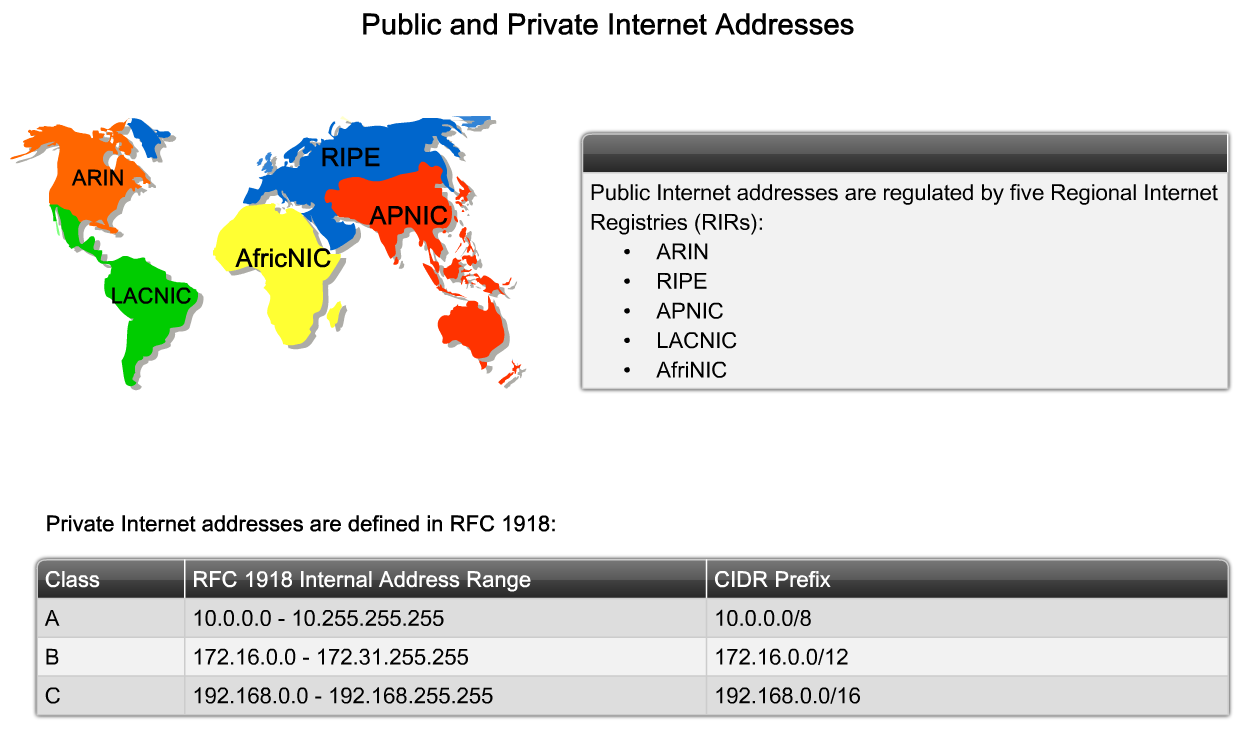 Public and Private Internet Addresses
ARIN
RIPE
APNIC
AfricNIC
LACNIC
Public Internet addresses are regulated by five Regional Internet
Registries (RIRs):
• ARIN
• RIPE
• APNIC
• LACNIC
• AfriNIC
Private Internet addresses are defined in RFC 1918:
Class RFC 1918 Internal Address Range CIDR Prefix
A 10.0.0.0 - 10.255.255.255 10.0.0.0/8
B 172.16.0.0 - 172.31.255.255 172.16.0.0/12
C 192.168.0.0 - 192.168.255.255 192.168.0.0/16